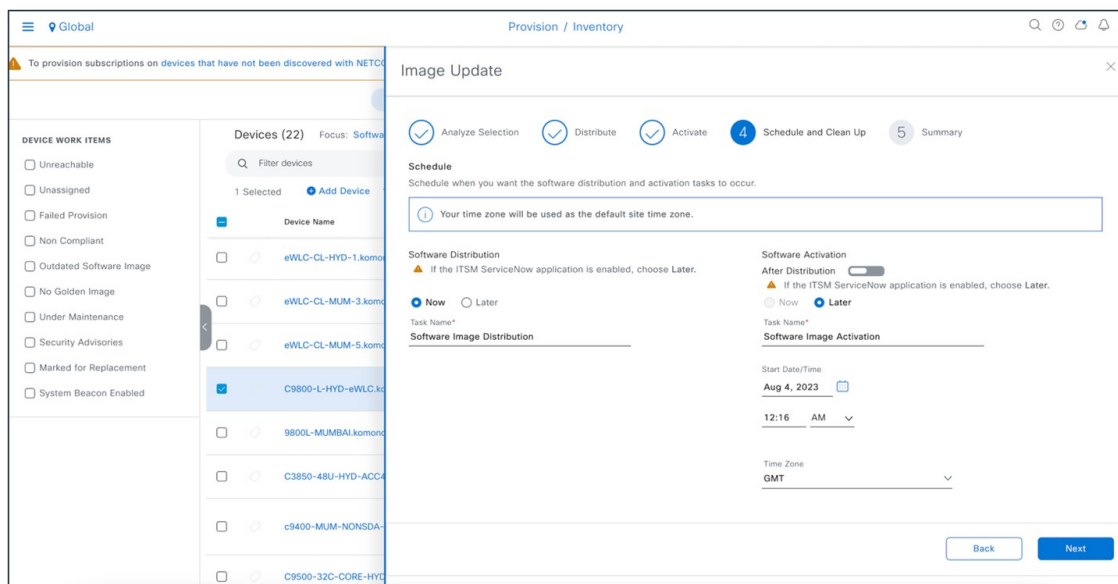 Global
Provision / Inventory
To provision subscriptions on devices that have not been discovered with
DEVICE WORK ITEMS
Unreachable
Unassigned
Failed Provision
Non Compliant
Outdated Software Image
No Golden Image
Under Maintenance
Security Advisories
Marked for Replacement
System Beacon Enabled
Devices (22) Focus:
Filter devices
1 Selected Add Device
Device Name
eWLC-CL-HYD-1.komo
eWLC-CL-MUM-3.komo
eWLC-CL-MUM-5.komo
C9800-L-HYD-eWLC.ko
9800L-MUMBAI.komono
C3850-48U-HYD-ACC4
c9400-MUM-NONSDA-
C9500-32C-CORE-HYD
Image Update
Analyze Selection
Distribute
Activate
4 Schedule and Clean Up
5 Summary
Schedule
Schedule when you want the software distribution and activation tasks to occur.
Your time zone will be used as the default site time zone.
Software Distribution
If the ITSM ServiceNow application is enabled, choose Later.
Now Later
Task Name*
Software Image Distribution
Software Activation
After Distribution
If the ITSM ServiceNow application is enabled, choose Later.
Now Later
Task Name*
Software Image Activation
Start Date/Time
Aug 4, 2023
12:16 AM
Time Zone
GMT
Back Next